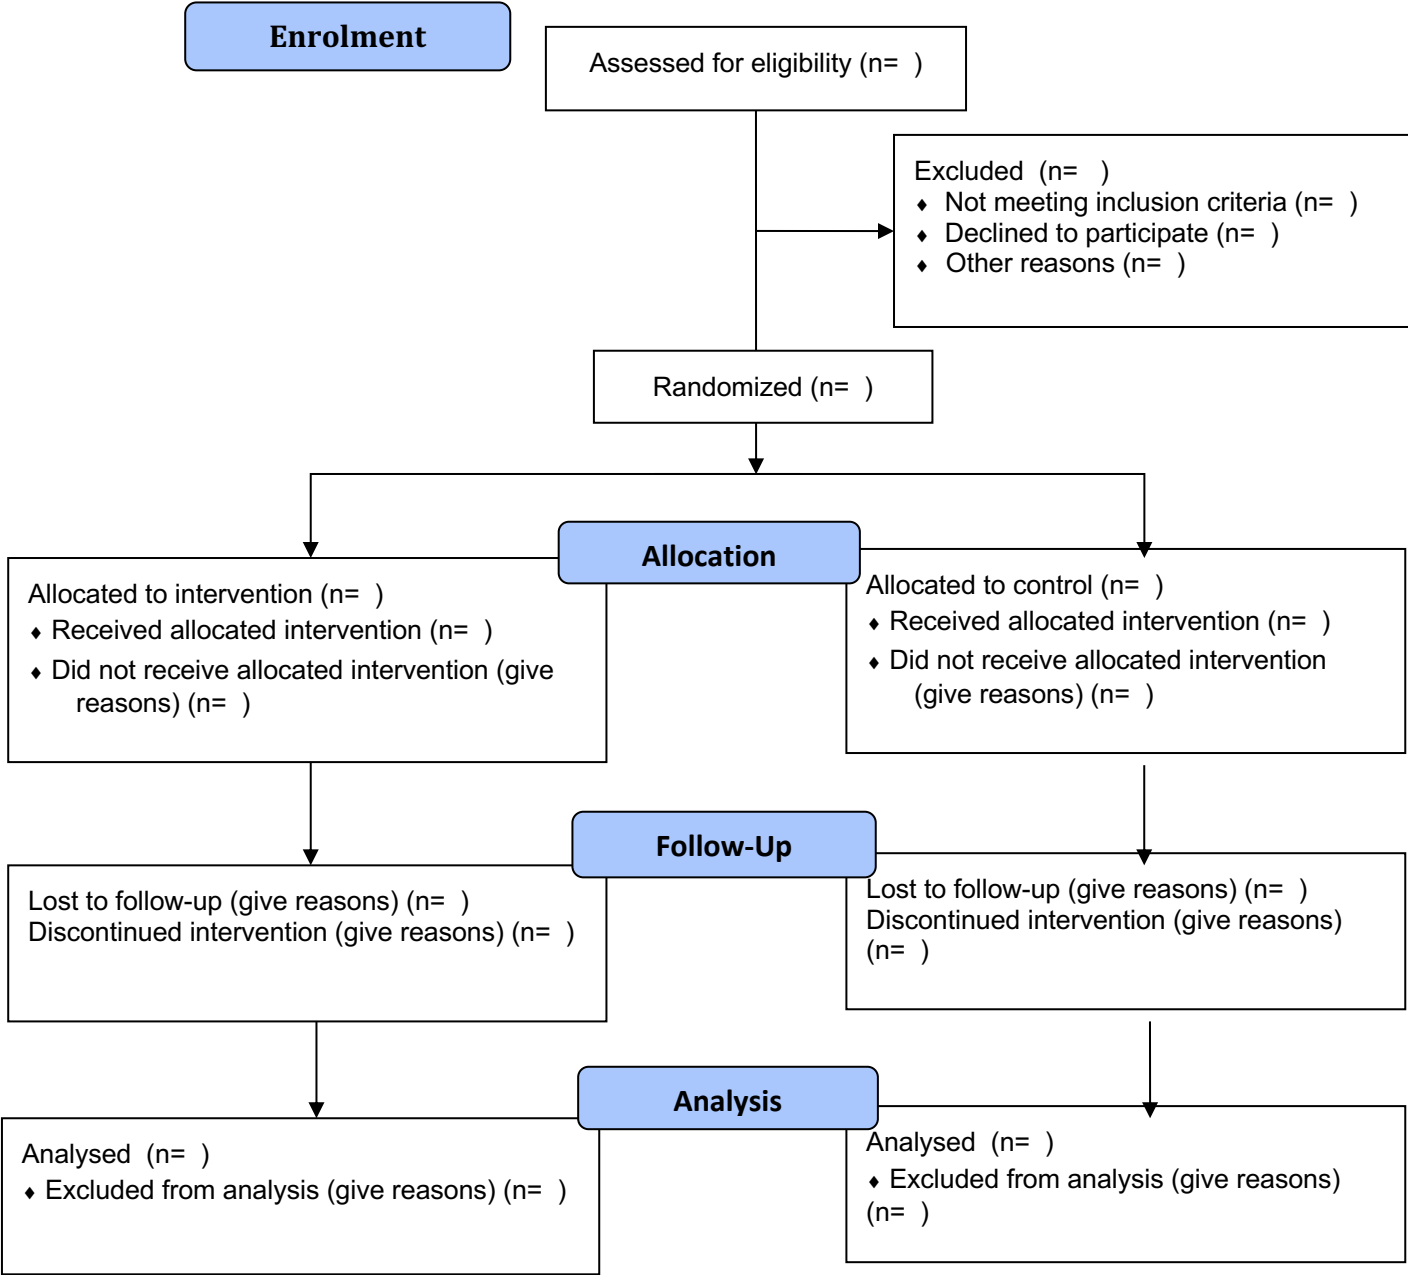 Enrolment
Assessed for eligibility (n=  )
Excluded  (n=   )
♦ Not meeting inclusion criteria (n=  )
♦ Declined to participate (n=  )
♦ Other reasons (n=  )
Randomized (n=  )
Allocation
Allocated to intervention (n=  )
♦ Received allocated intervention (n=  )
♦ Did not receive allocated intervention (give
reasons) (n=  )
Allocated to control (n=  )
♦ Received allocated intervention (n=  )
♦ Did not receive allocated intervention
(give reasons) (n=  )
Follow-Up
Lost to follow-up (give reasons) (n=  )
Discontinued intervention (give reasons) (n=  )
Lost to follow-up (give reasons) (n=  )
Discontinued intervention (give reasons)
(n=  )
Analysis
Analysed  (n=  )
♦ Excluded from analysis (give reasons) (n=  )
Analysed  (n=  )
♦ Excluded from analysis (give reasons)
(n=  )